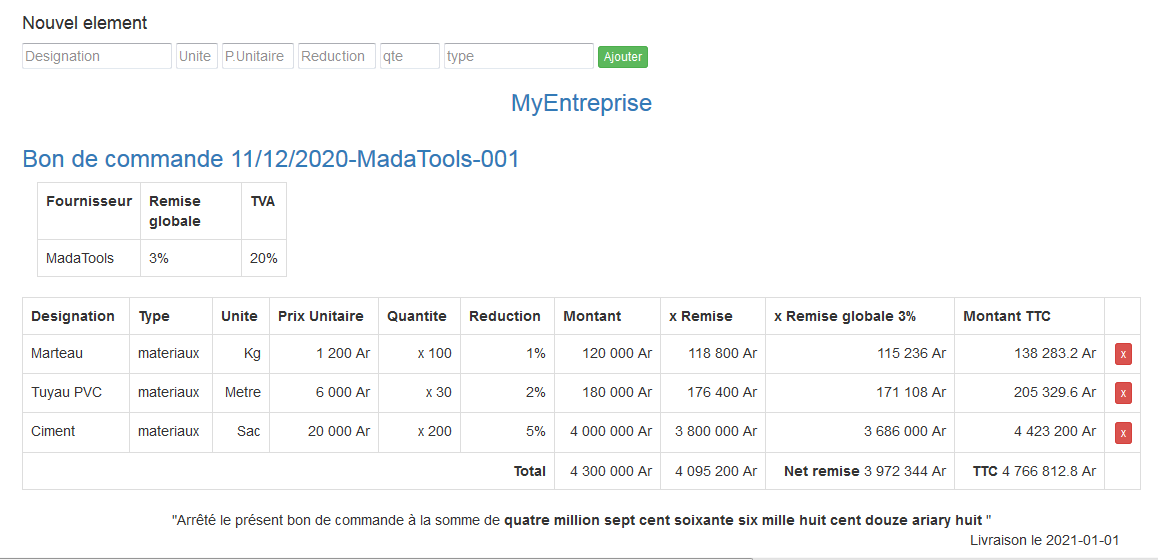 Nouvel element
Designation Unite P.Unitaire Reduction qte type Ajouter
MyEntreprise
Bon de commande 11/12/2020-MadaTools-001
Fournisseur Remise globale TVA
MadaTools 3% 20%
Designation Type Unite Prix Unitaire Quantite Reduction Montant x Remise x Remise globale 3% Montant TTC
Marteau materiaux Kg 1 200 Ar x 100 1% 120 000 Ar 118 800 Ar 115 236 Ar 138 283.2 Ar x
Tuyau PVC materiaux Metre 6 000 Ar x 30 2% 180 000 Ar 176 400 Ar 171 108 Ar 205 329.6 Ar x
Ciment materiaux Sac 20 000 Ar x 200 5% 4 000 000 Ar 3 800 000 Ar 3 686 000 Ar 4 423 200 Ar x
Total 4 300 000 Ar 4 095 200 Ar Net remise 3 972 344 Ar TTC 4 766 812.8 Ar
"Arrêté le présent bon de commande à la somme de quatre million sept cent soixante six mille huit cent douze ariary huit "
Livraison le 2021-01-01